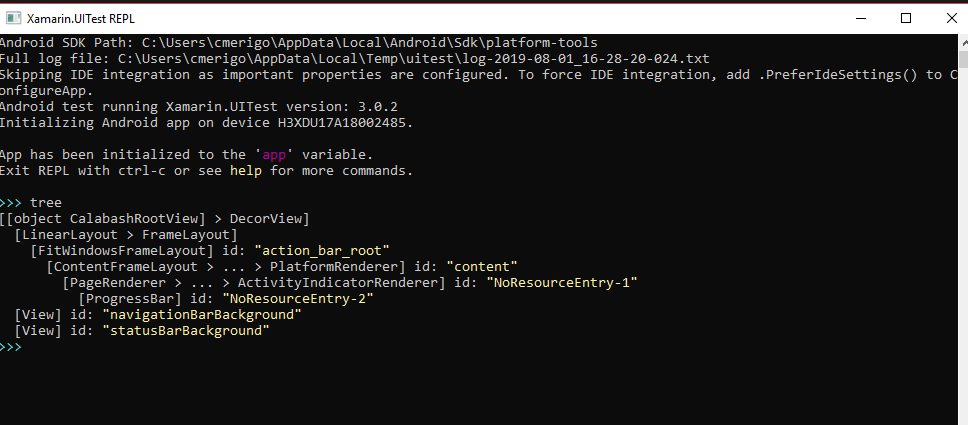 Xamarin.UITest REPL
Android SDK Path: C:\Users\cmerigo\AppData\Local\Android\Sdk\platform-tools
Full log file: C:\Users\cmerigo\AppData\Local\Temp\uitest\log-2019-08-01_16-28-20-024.txt
Skipping IDE integration as important properties are configured. To force IDE integration, add .PreferIdeSettings() to C
onfigureApp.
Android test running Xamarin.UITest version: 3.0.2
Initializing Android app on device H3XDU17A18002485.
App has been initialized to the 'app' variable.
Exit REPL with ctrl-c or see help for more commands.
>>> tree
[[object CalabashRootView] > DecorView]
  [LinearLayout > FrameLayout]
    [FitWindowsFrameLayout] id: "action_bar_root"
      [ContentFrameLayout > ... > PlatformRenderer] id: "content"
        [PageRenderer > ... > ActivityIndicatorRenderer] id: "NoResourceEntry-1"
          [ProgressBar] id: "NoResourceEntry-2"
  [View] id: "navigationBarBackground"
  [View] id: "statusBarBackground"
>>>